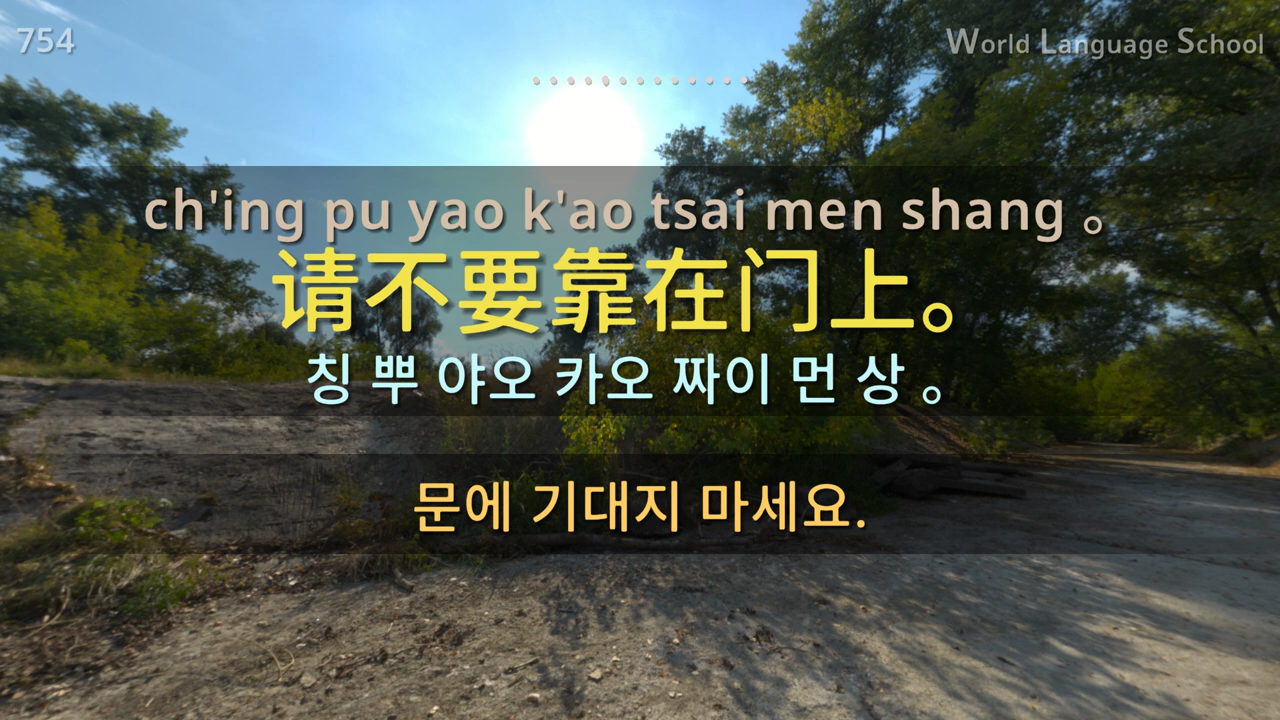 754
World Language School
ch'ing pu yao k'ao tsai men shang 。
请不要靠在门上。
칭 뿌 야오 카오 짜이 먼 상 。
문에 기대지 마세요.